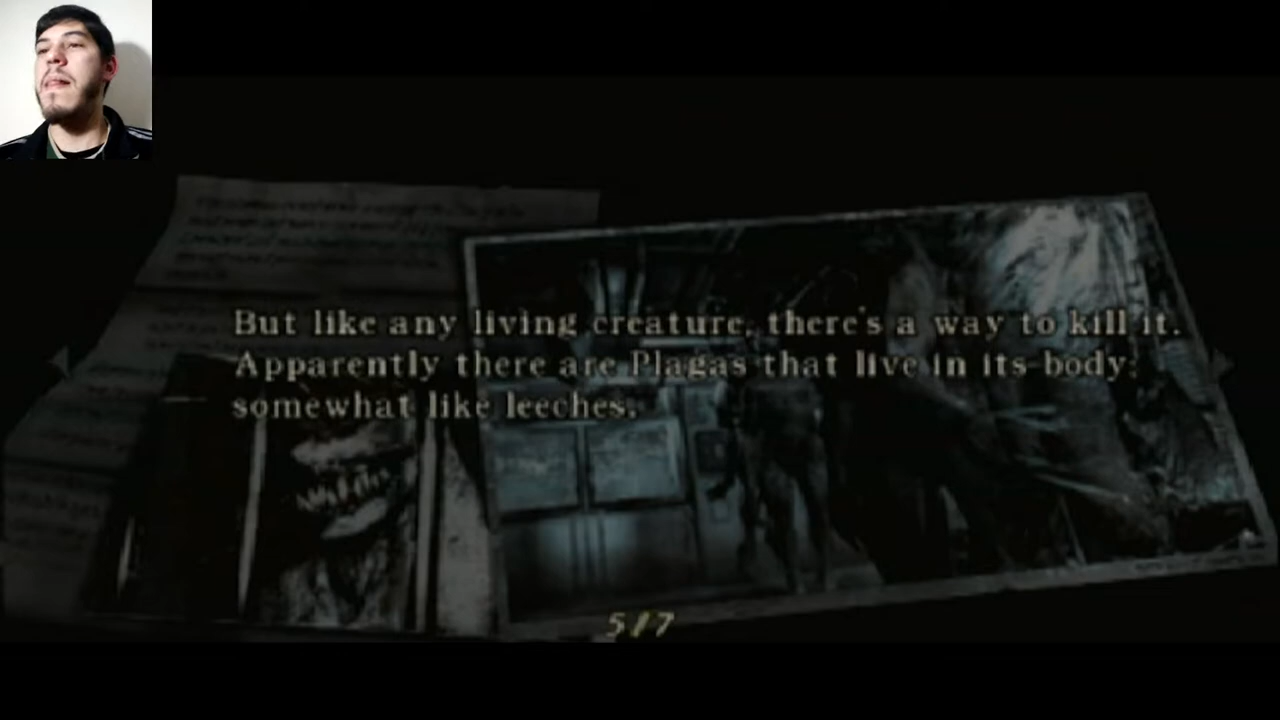 But like any living creature, there's a way to kill it.
Apparently there are Plagas that live in its body;
somewhat like leeches.
5/7